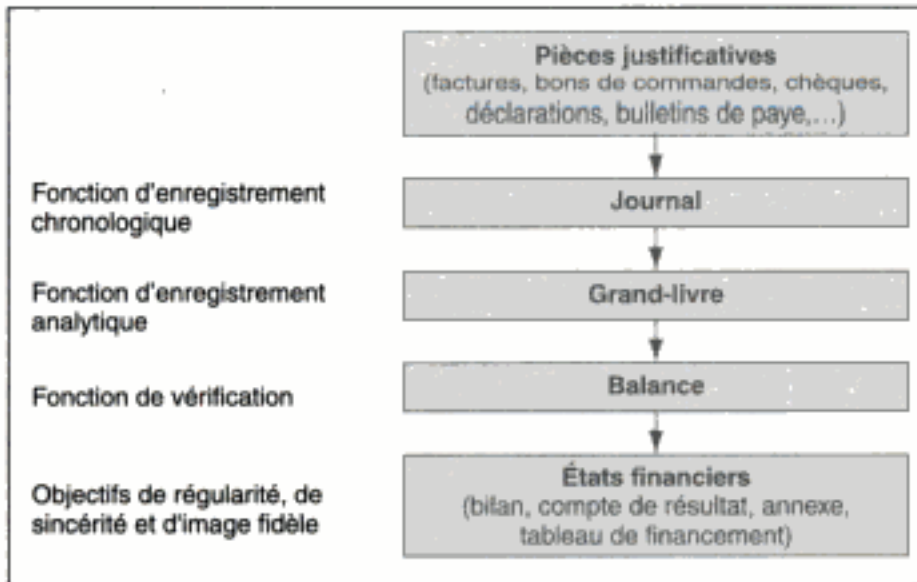 Pièces justificatives
(factures, bons de commandes, chèques,
déclarations, bulletins de paye,...)
Fonction d'enregistrement
chronologique
Journal
Fonction d'enregistrement
analytique
Grand-livre
Fonction de vérification
Balance
Objectifs de régularité, de
sincérité et d'image fidèle
États financiers
(bilan, compte de résultat, annexe,
tableau de financement)